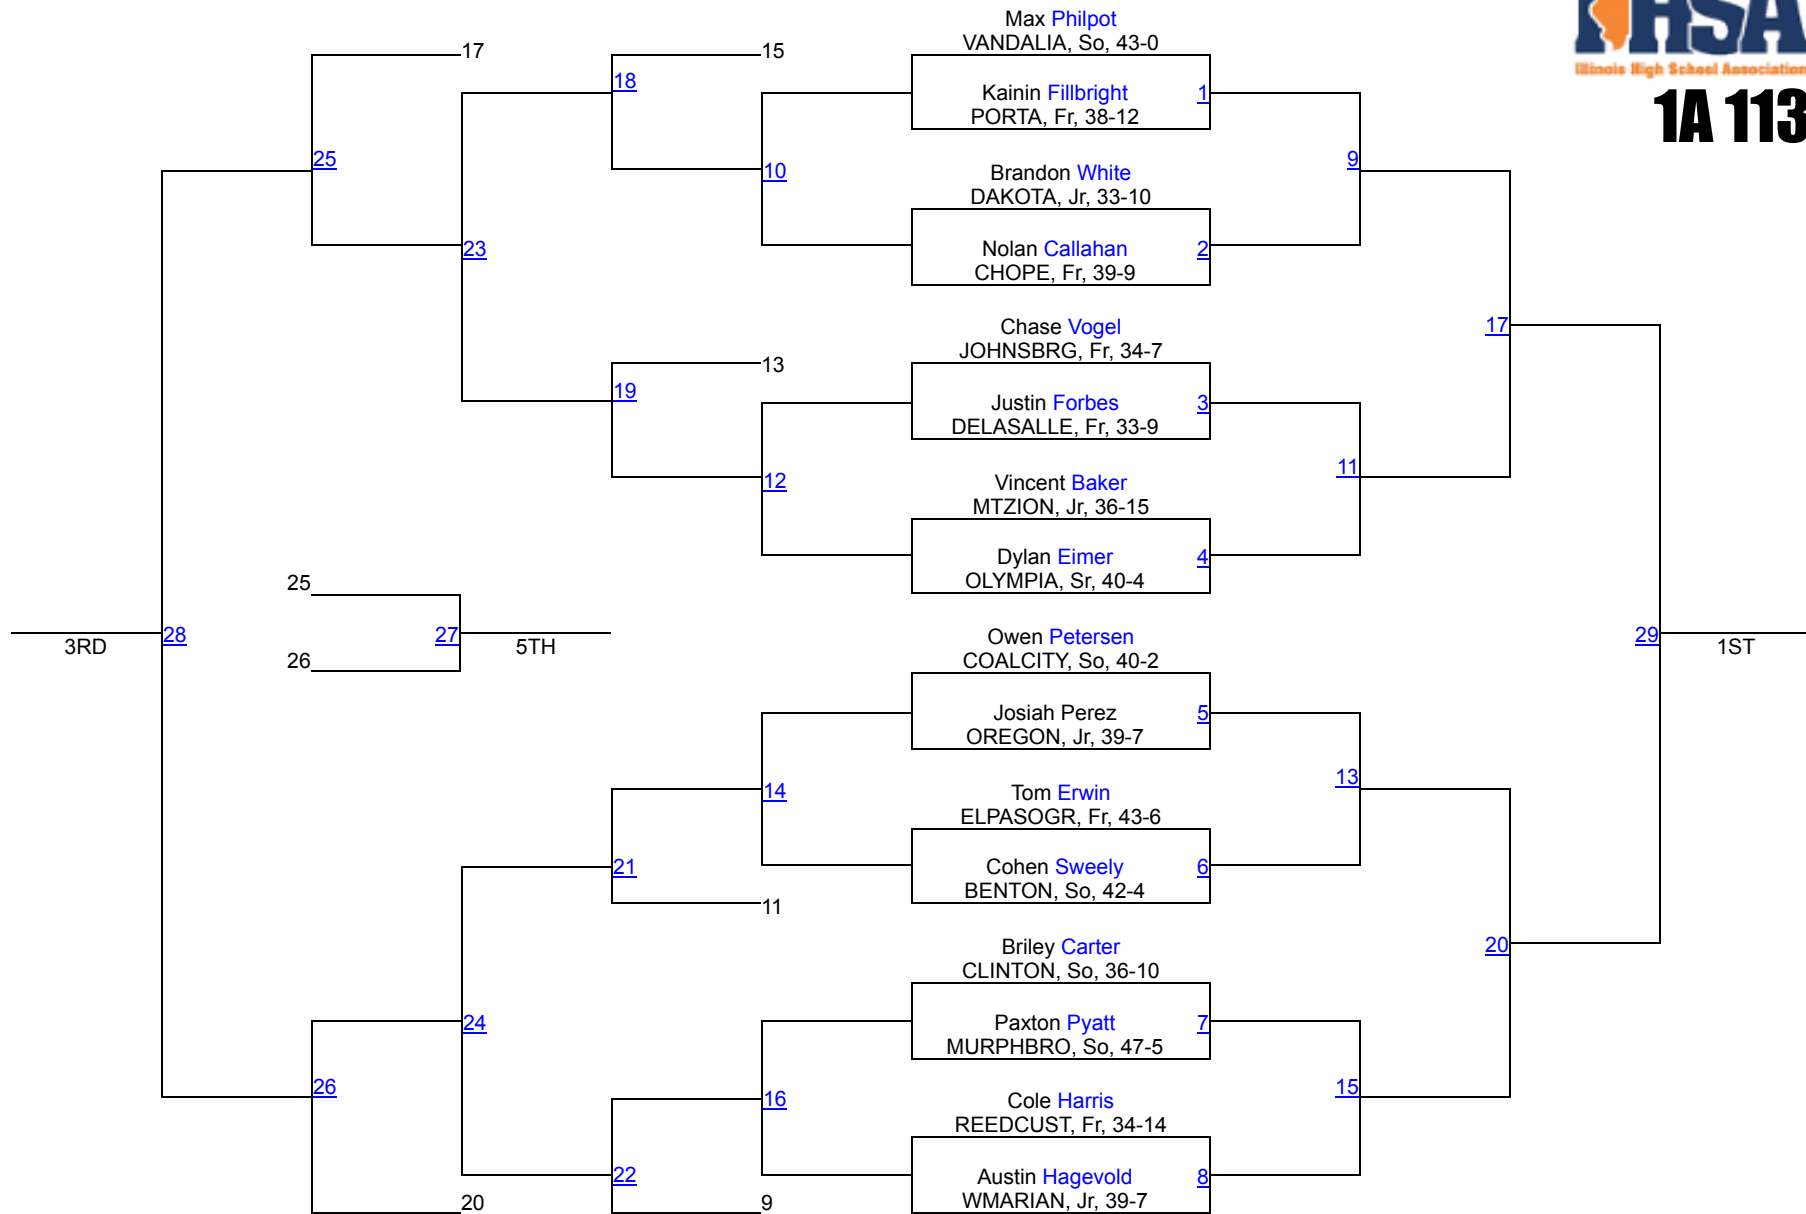 IHSA
Illinois High School Association
1A 113
Max Philpot
VANDALIA, So, 43-0
17
15
18
Kainin Fillbright
1
PORTA, Fr, 38-12
25
10
Brandon White
9
DAKOTA, Jr, 33-10
23
Nolan Callahan
2
CHOPE, Fr, 39-9
Chase Vogel
17
JOHNSBRG, Fr, 34-7
13
19
Justin Forbes
3
DELASALLE, Fr, 33-9
12
Vincent Baker
11
MTZION, Jr, 36-15
Dylan Eimer
4
OLYMPIA, Sr, 40-4
25
3RD
28
27
5TH
26
Owen Petersen
COALCITY, So, 40-2
29
1ST
Josiah Perez
5
OREGON, Jr, 39-7
14
Tom Erwin
13
ELPASOGR, Fr, 43-6
21
Cohen Sweely
6
BENTON, So, 42-4
11
Briley Carter
20
CLINTON, So, 36-10
24
Paxton Pyatt
7
MURPHBRO, So, 47-5
26
16
Cole Harris
15
REEDCUST, Fr, 34-14
22
Austin Hagevold
8
WMARIAN, Jr, 39-7
20
9